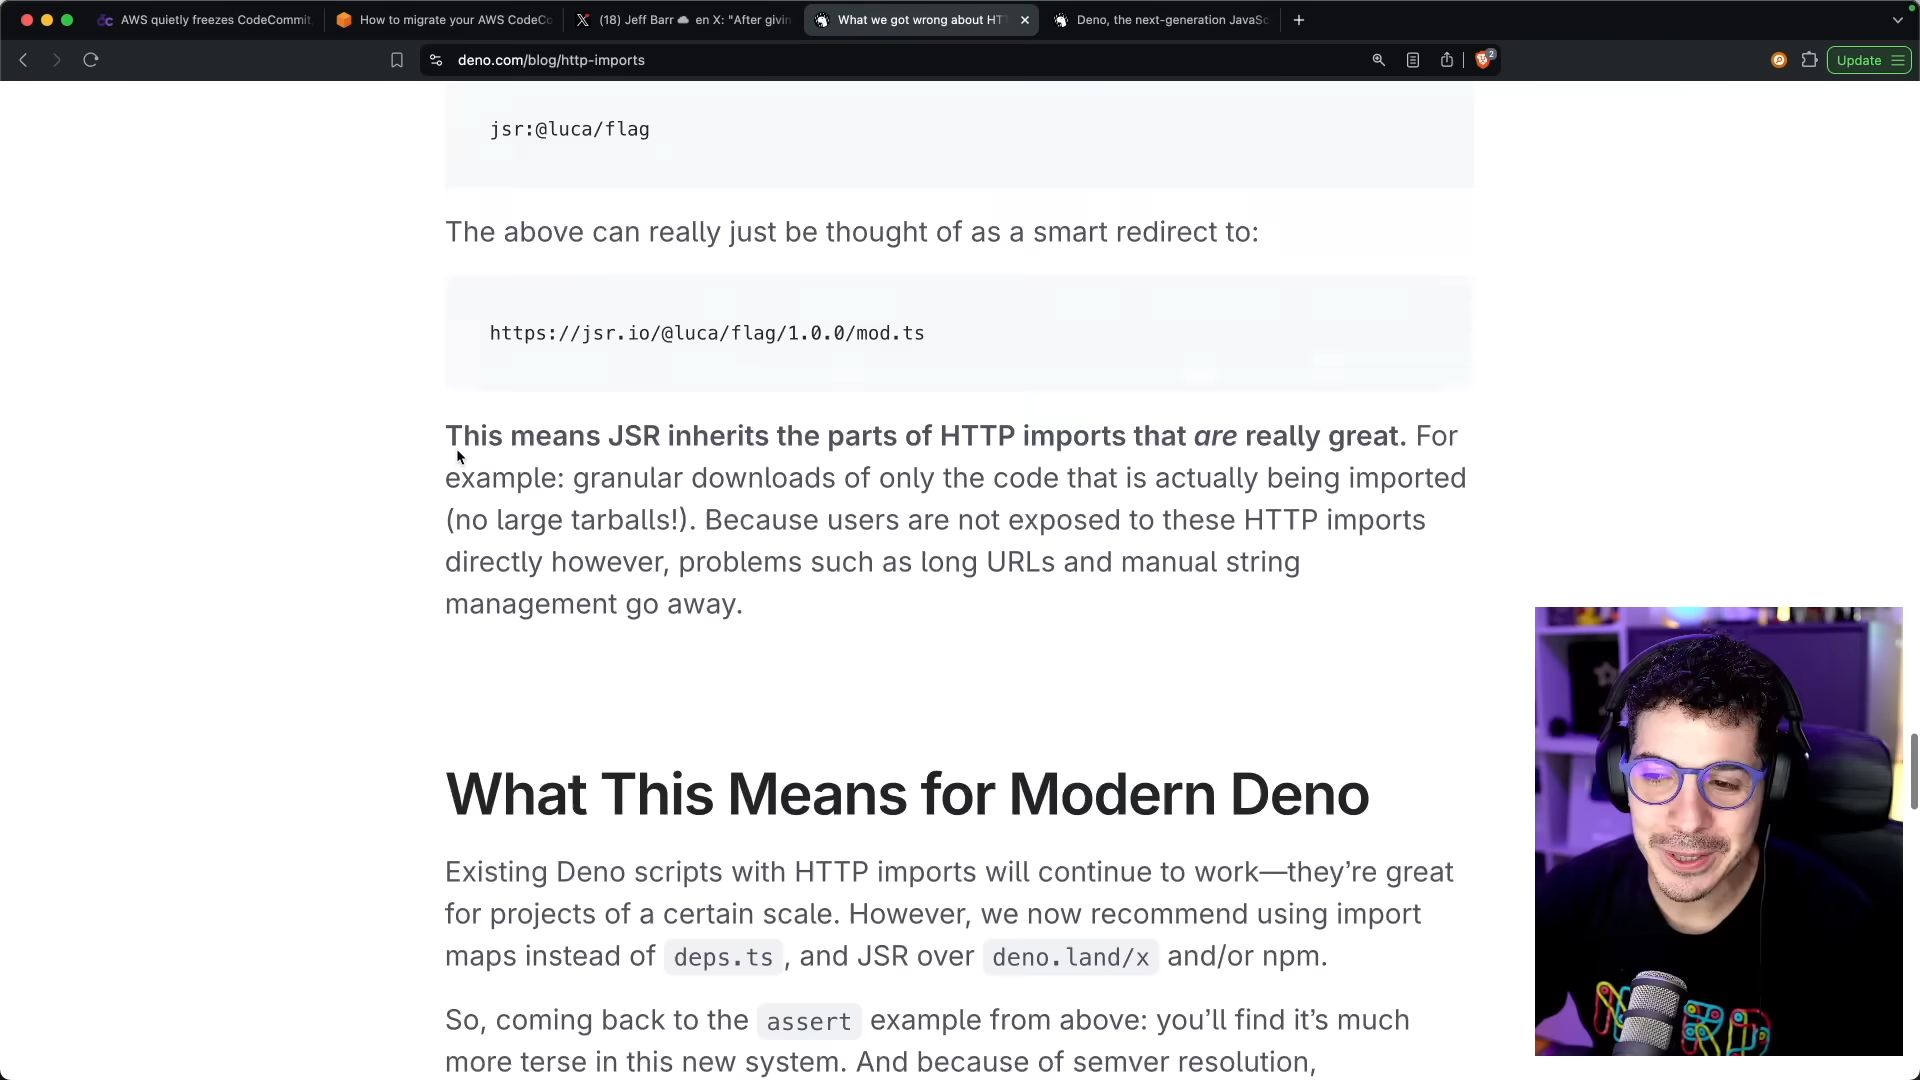 AWS quietly freezes CodeCommit,
How to migrate your AWS CodeCo
(18) Jeff Barr en X: "After givin
What we got wrong about HT
Deno, the next-generation JavaSc
deno.com/blog/http-imports
2
Update
jsr:@luca/flag
The above can really just be thought of as a smart redirect to:
https://jsr.io/@luca/flag/1.0.0/mod.ts
This means JSR inherits the parts of HTTP imports that are really great. For
example: granular downloads of only the code that is actually being imported
(no large tarballs!). Because users are not exposed to these HTTP imports
directly however, problems such as long URLs and manual string
management go away.
What This Means for Modern Deno
Existing Deno scripts with HTTP imports will continue to work—they’re great
for projects of a certain scale. However, we now recommend using import
maps instead of deps.ts, and JSR over deno.land/x and/or npm.
So, coming back to the assert example from above: you’ll find it’s much
more terse in this new system. And because of semver resolution,